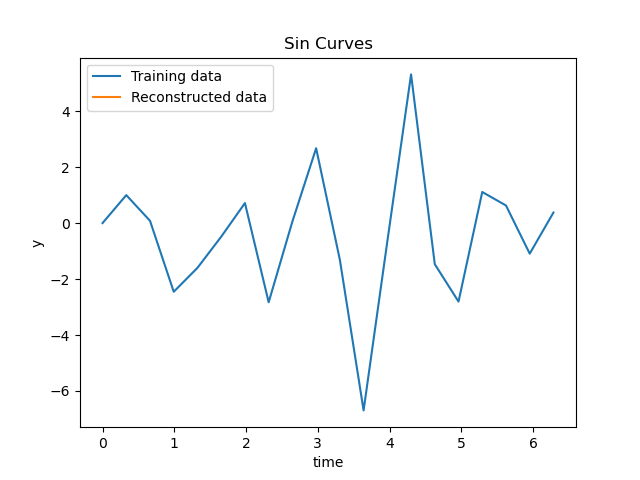 Sin Curves
Training data
Reconstructed data
4
2
0
−2
−4
−6
y
0 1 2 3 4 5 6
time